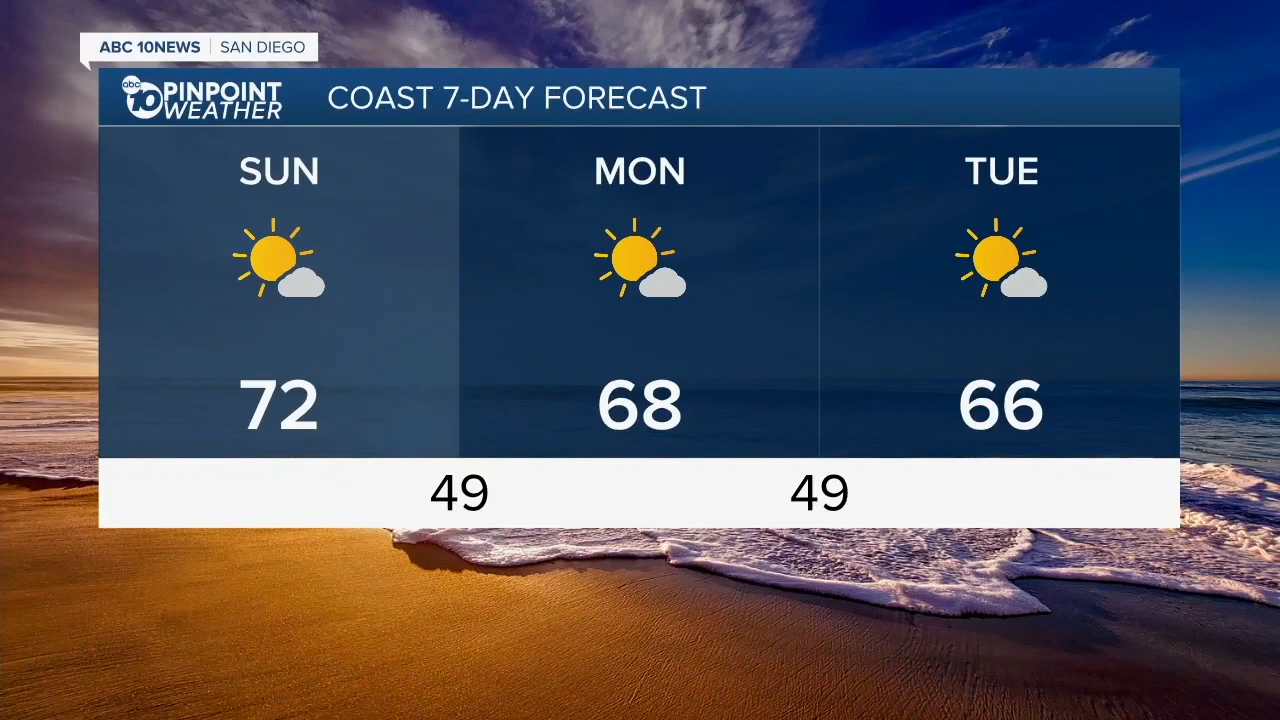 ABC 10NEWS SAN DIEGO
abc 10 PINPOINT WEATHER
COAST 7-DAY FORECAST
SUN MON TUE
72 68 66
49 49